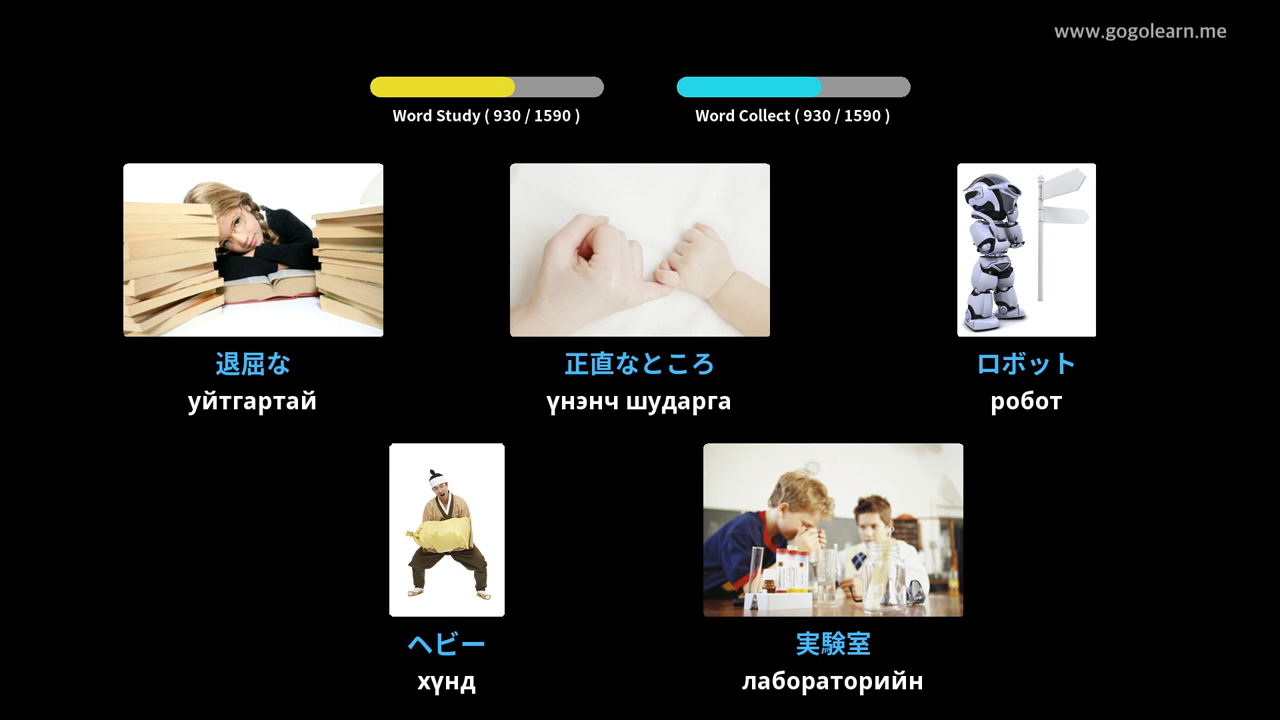 www.gogolearn.me
Word Study ( 930 / 1590 )
Word Collect ( 930 / 1590 )
退屈な
уйтгартай
正直なところ
үнэнч шударга
ロボット
робот
ヘビー
хүнд
実験室
лабораторийн